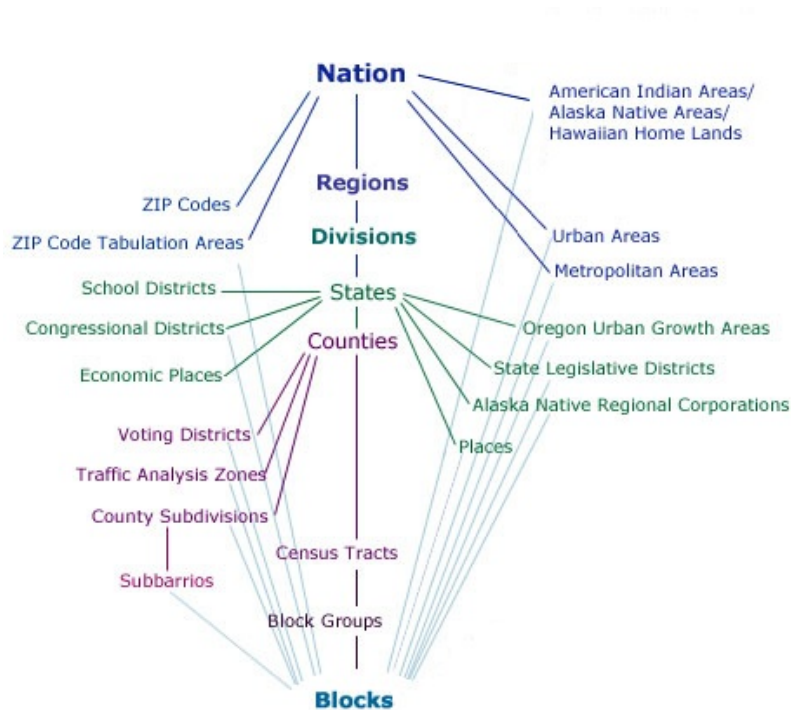 Nation
American Indian Areas/
Alaska Native Areas/
Hawaiian Home Lands
Regions
ZIP Codes
Divisions
Urban Areas
ZIP Code Tabulation Areas
Metropolitan Areas
School Districts
States
Congressional Districts
Oregon Urban Growth Areas
Counties
State Legislative Districts
Economic Places
Alaska Native Regional Corporations
Voting Districts
Places
Traffic Analysis Zones
County Subdivisions
Census Tracts
Subbarrios
Block Groups
Blocks